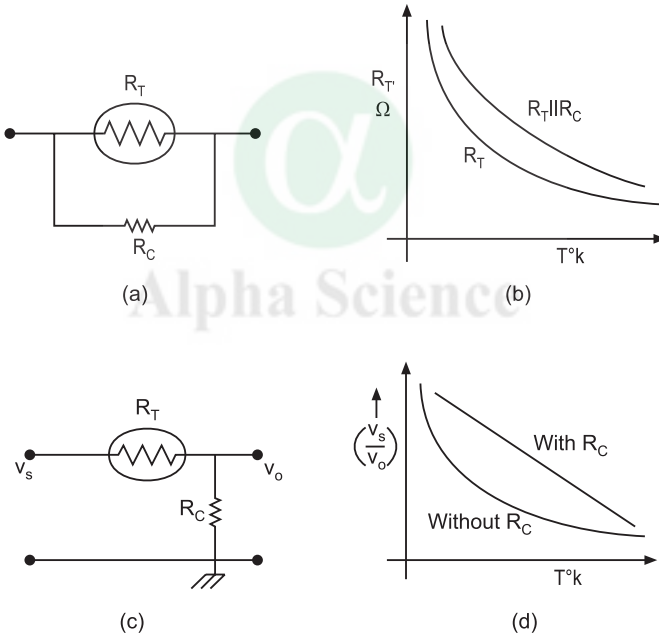 R_T
R_C
(a)
R_T'
Ω
R_T||R_C
R_T
T°k
(b)
α
Alpha Science
R_T
v_s
v_o
R_C
(c)
(v_s/v_o)
With R_C
Without R_C
T°k
(d)